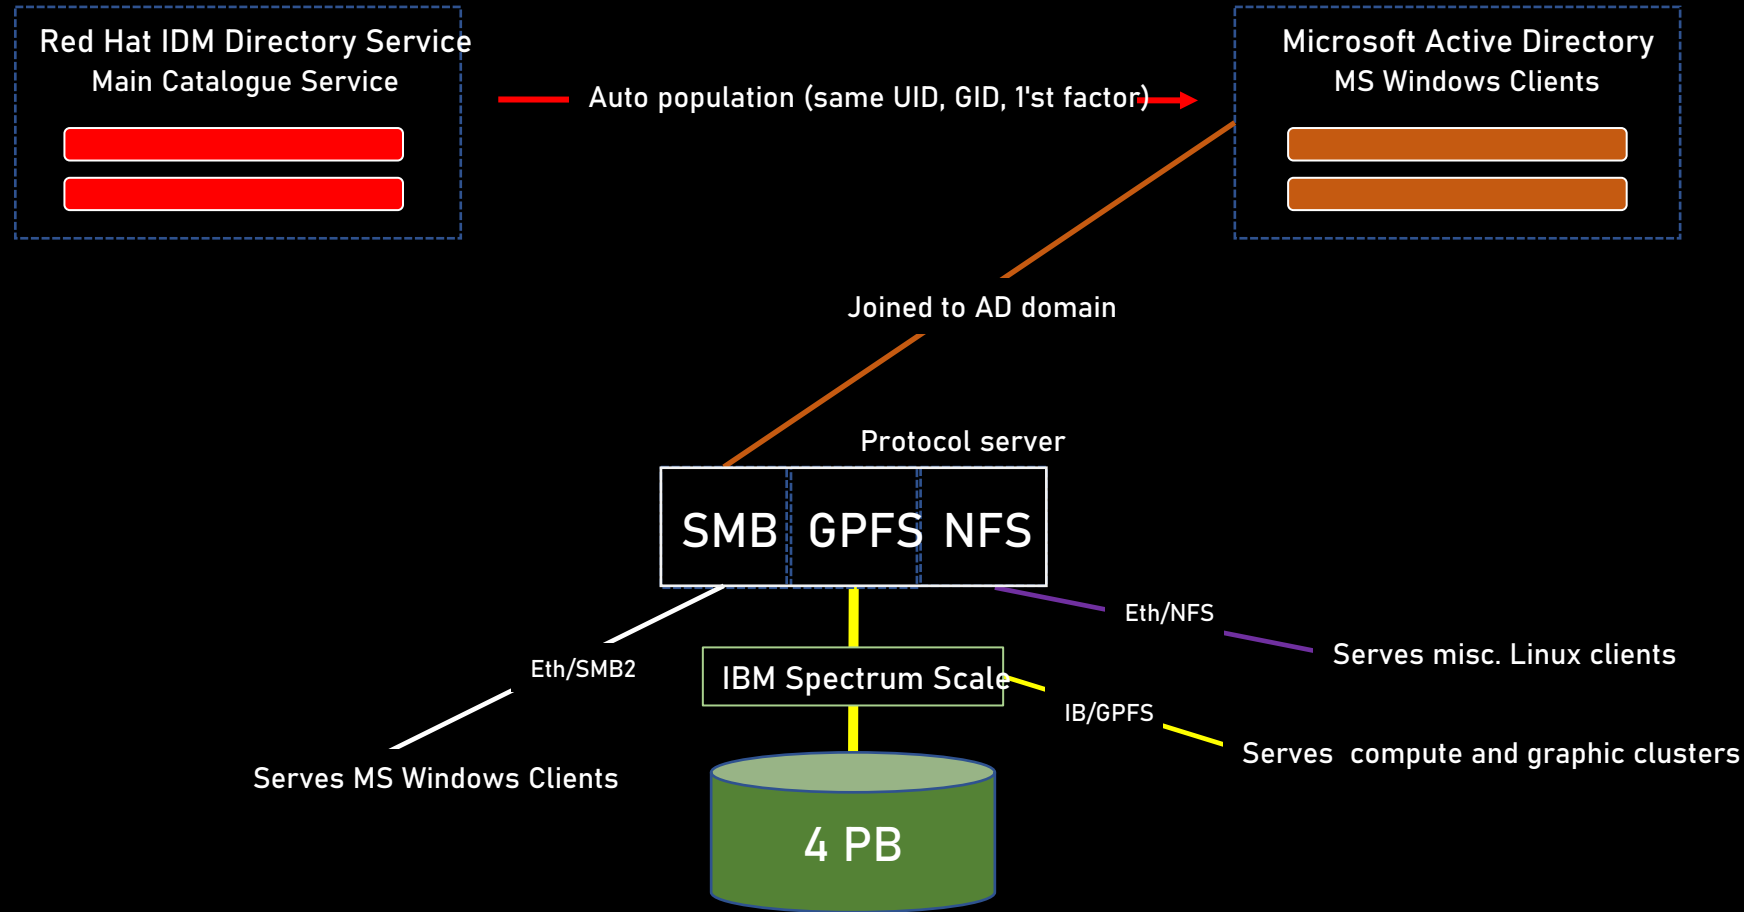 Red Hat IDM Directory Service
Main Catalogue Service
Auto population (same UID, GID, 1'st factor)
Microsoft Active Directory
MS Windows Clients
Joined to AD domain
Protocol server
SMB
GPFS
NFS
Eth/NFS
Serves misc. Linux clients
Eth/SMB2
IBM Spectrum Scale
IB/GPFS
Serves  compute and graphic clusters
Serves MS Windows Clients
4 PB